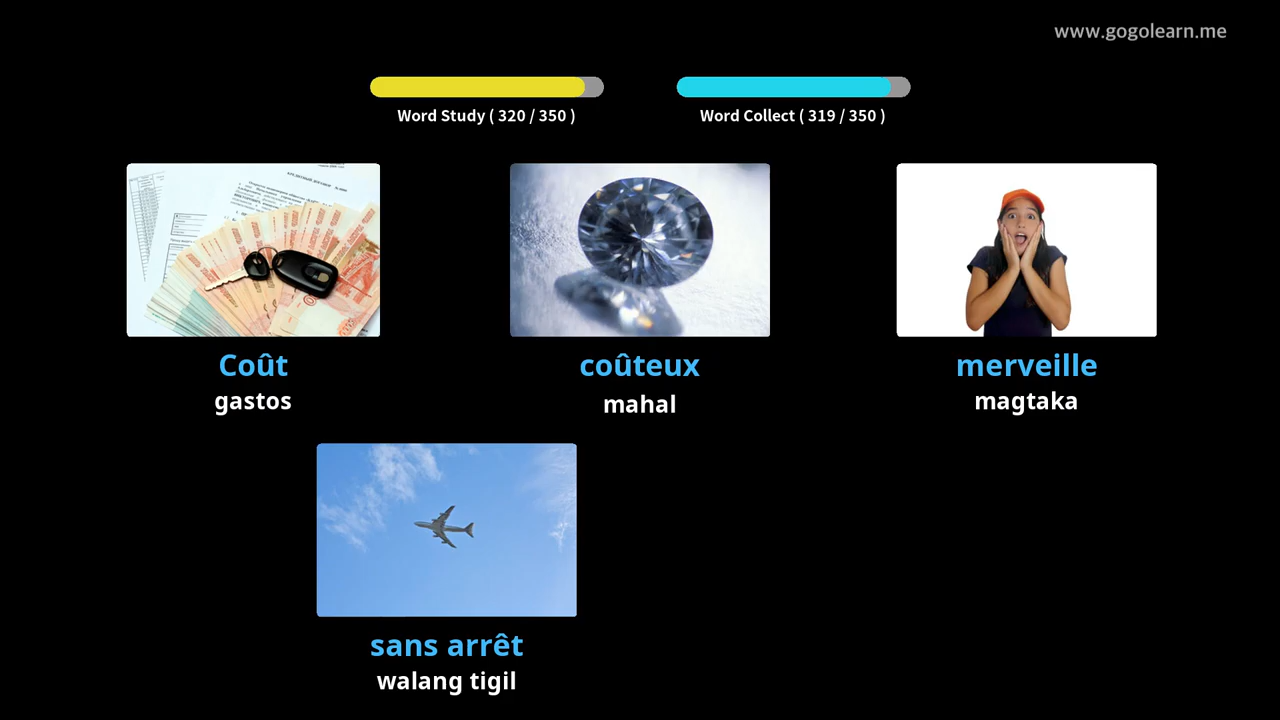 www.gogolearn.me
Word Study ( 320 / 350 )
Word Collect ( 319 / 350 )
Coût
gastos
coûteux
mahal
merveille
magtaka
sans arrêt
walang tigil